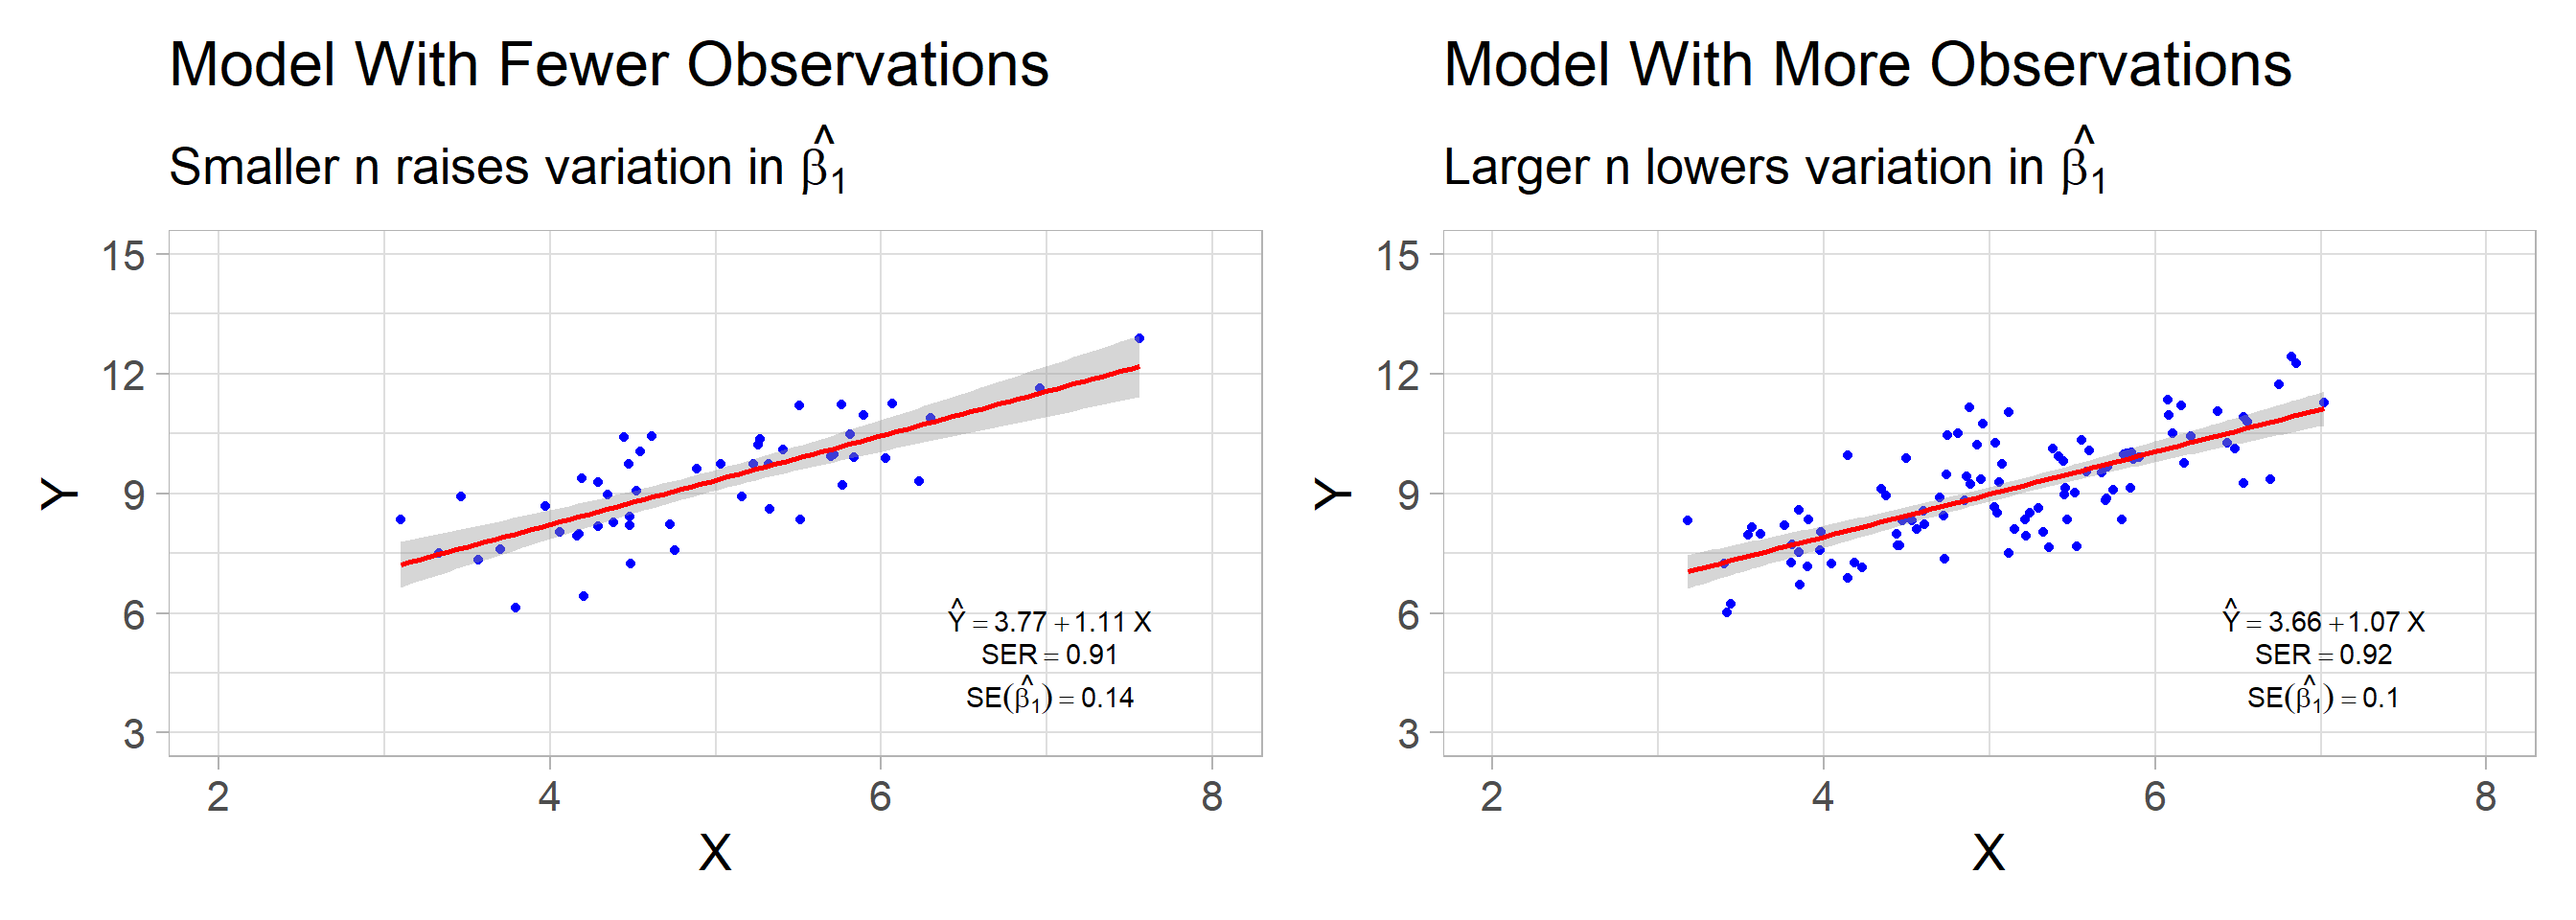 Model With Fewer Observations
Smaller n raises variation in β̂₁
15
12
9
6
3
Y
Ŷ = 3.77 + 1.11 X
SER = 0.91
SE(β̂₁) = 0.14
2 4 6 8
X
Model With More Observations
Larger n lowers variation in β̂₁
15
12
9
6
3
Y
Ŷ = 3.66 + 1.07 X
SER = 0.92
SE(β̂₁) = 0.1
2 4 6 8
X